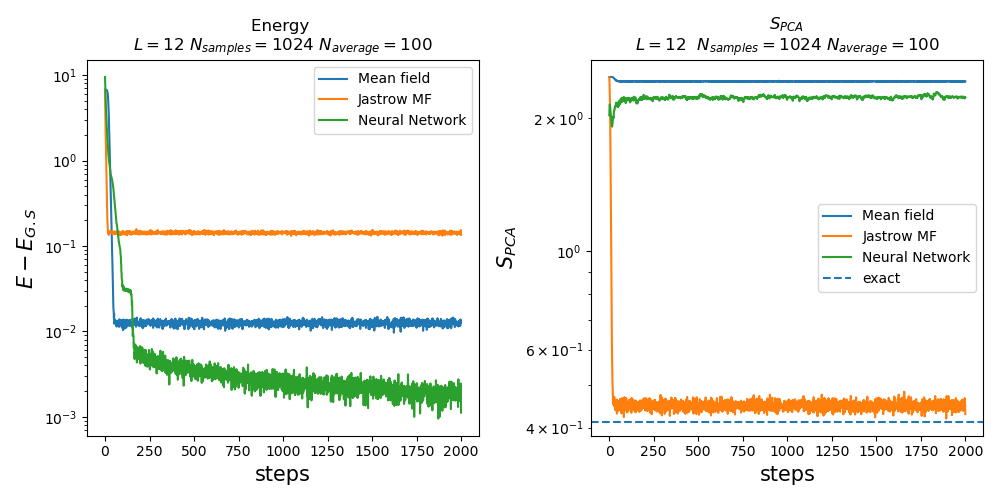 Energy
L = 12 N_samples = 1024 N_average = 100
10^1
10^0
10^−1
10^−2
10^−3
E − E_G.S
Mean field
Jastrow MF
Neural Network
0 250 500 750 1000 1250 1500 1750 2000
steps
S_PCA
L = 12 N_samples = 1024 N_average = 100
2 × 10^0
10^0
6 × 10^−1
4 × 10^−1
S_PCA
Mean field
Jastrow MF
Neural Network
exact
0 250 500 750 1000 1250 1500 1750 2000
steps